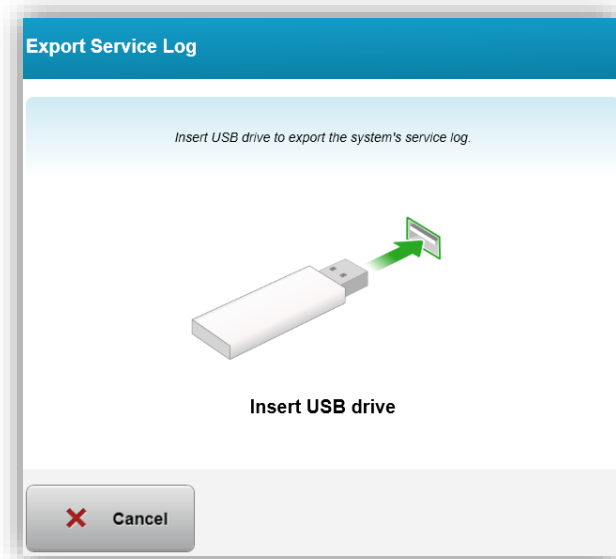 Export Service Log
Insert USB drive to export the system's service log.
Insert USB drive
Cancel